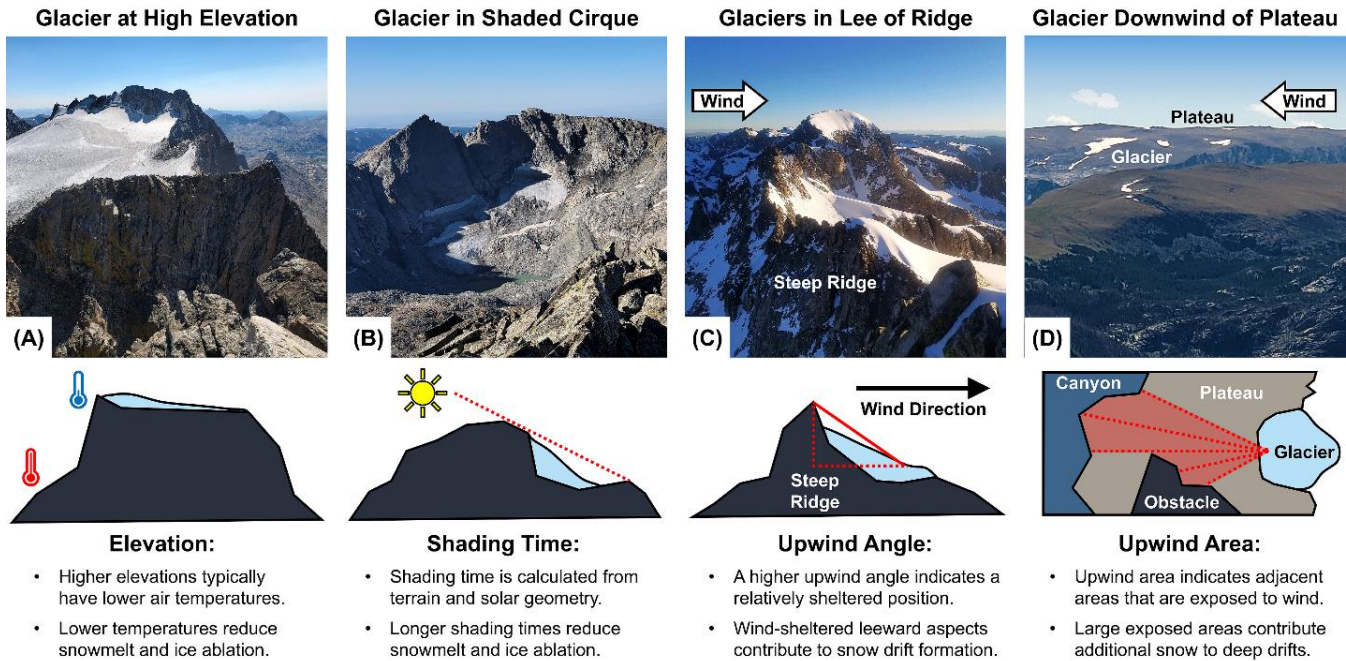 Glacier at High Elevation
Glacier in Shaded Cirque
Glaciers in Lee of Ridge
Glacier Downwind of Plateau
(A)
(B)
Wind
Steep Ridge
(C)
Wind
Plateau
Glacier
(D)
Wind Direction
Steep
Ridge
Canyon
Plateau
Glacier
Obstacle
Elevation:
• Higher elevations typically
have lower air temperatures.
• Lower temperatures reduce
snowmelt and ice ablation.
Shading Time:
• Shading time is calculated from
terrain and solar geometry.
• Longer shading times reduce
snowmelt and ice ablation.
Upwind Angle:
• A higher upwind angle indicates a
relatively sheltered position.
• Wind-sheltered leeward aspects
contribute to snow drift formation.
Upwind Area:
• Upwind area indicates adjacent
areas that are exposed to wind.
• Large exposed areas contribute
additional snow to deep drifts.